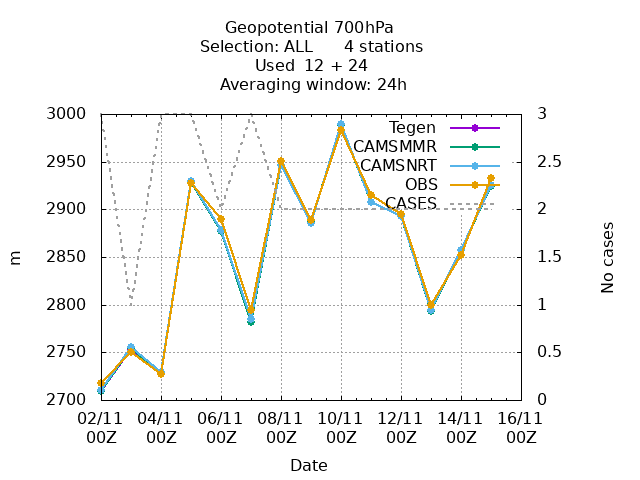 Geopotential 700hPa
Selection: ALL      4 stations
Used  12 + 24
Averaging window: 24h
3000
2950
2900
2850
2800
2750
2700
m
3
2.5
2
1.5
1
0.5
0
No cases
Tegen
CAMSMMR
CAMSNRT
OBS
CASES
02/11 04/11 06/11 08/11 10/11 12/11 14/11 16/11
00Z 00Z 00Z 00Z 00Z 00Z 00Z 00Z
Date